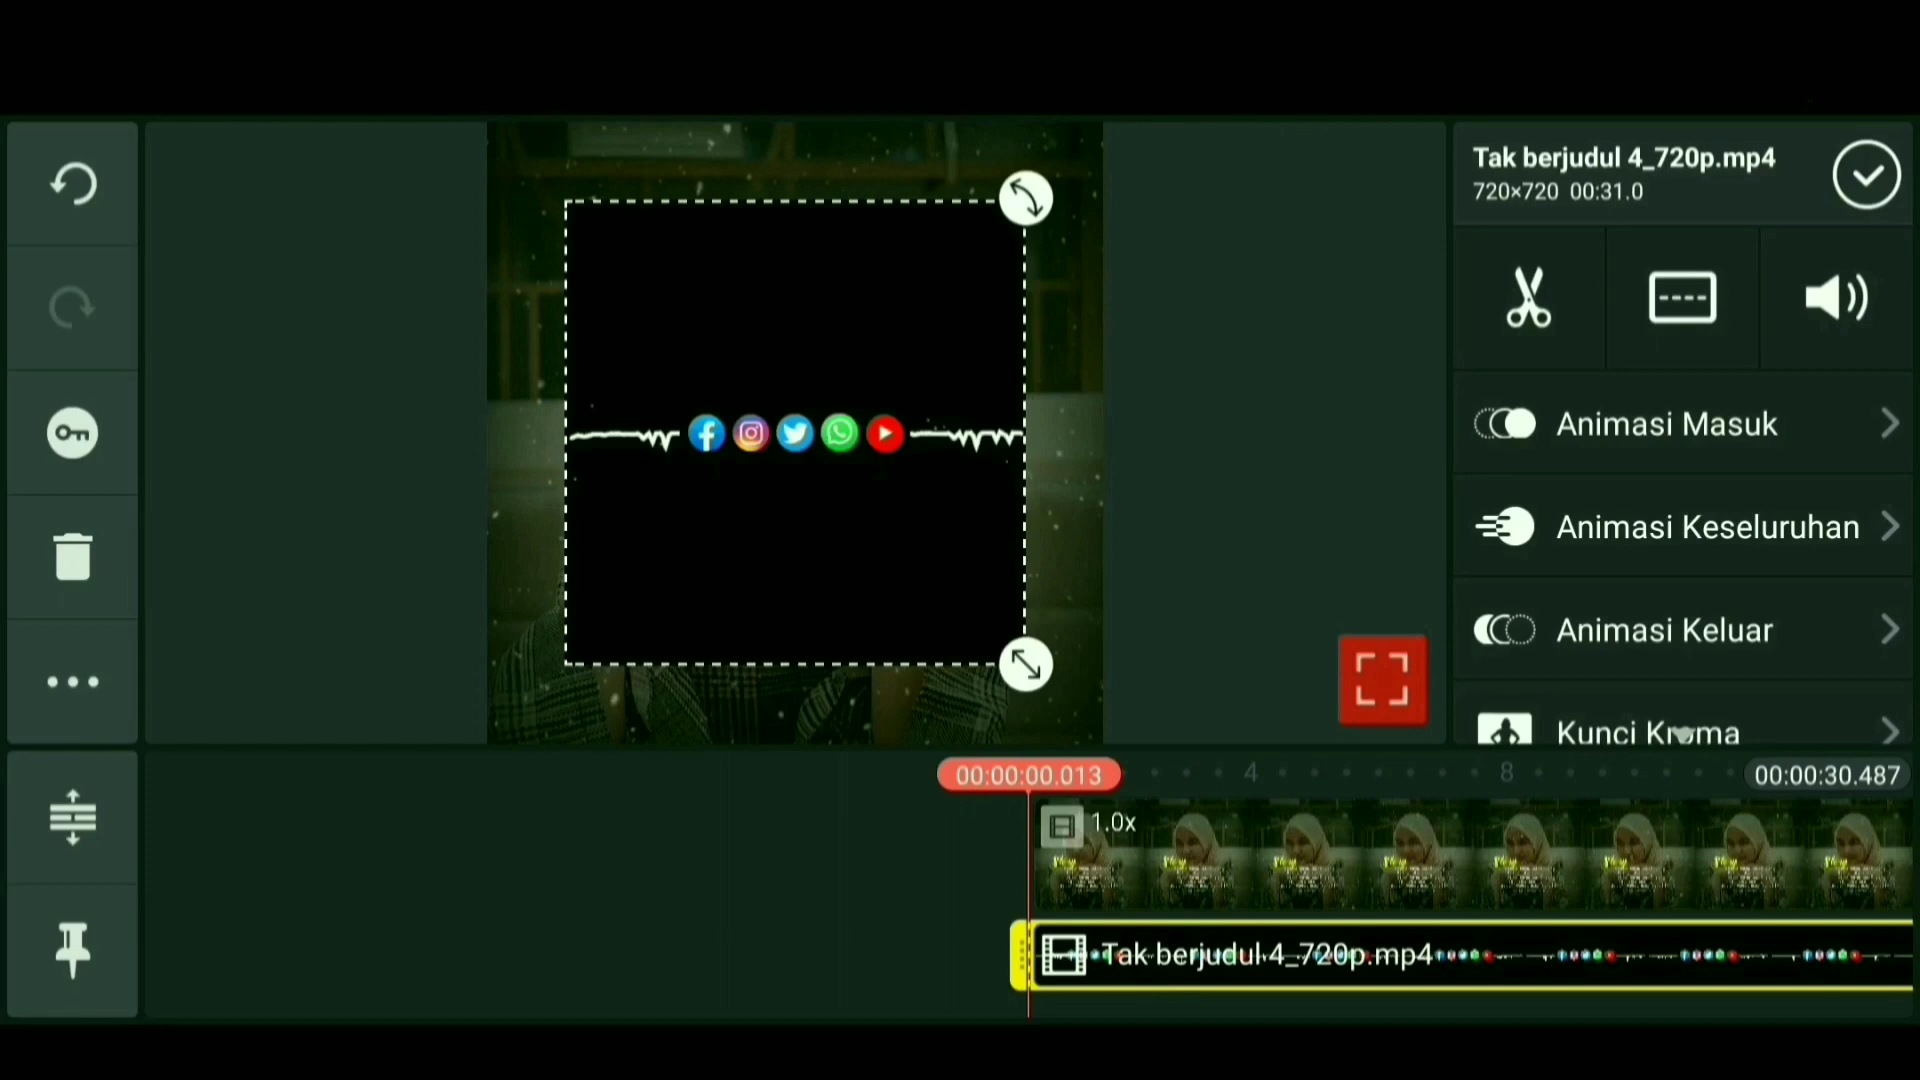 Tak berjudul 4_720p.mp4
720×720 00:31.0
Animasi Masuk
Animasi Keseluruhan
Animasi Keluar
Kunci Kroma
00:00:00.013
4
8
00:00:30.487
1.0x
Tak berjudul 4_720p.mp4